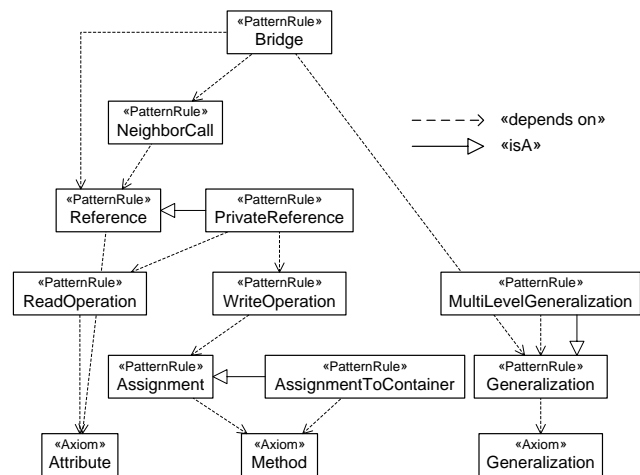 «PatternRule»
Bridge
«PatternRule»
NeighborCall
«depends on»
«isA»
«PatternRule»
Reference
«PatternRule»
PrivateReference
«PatternRule»
ReadOperation
«PatternRule»
WriteOperation
«PatternRule»
MultiLevelGeneralization
«PatternRule»
Assignment
«PatternRule»
AssignmentToContainer
«PatternRule»
Generalization
«Axiom»
Attribute
«Axiom»
Method
«Axiom»
Generalization